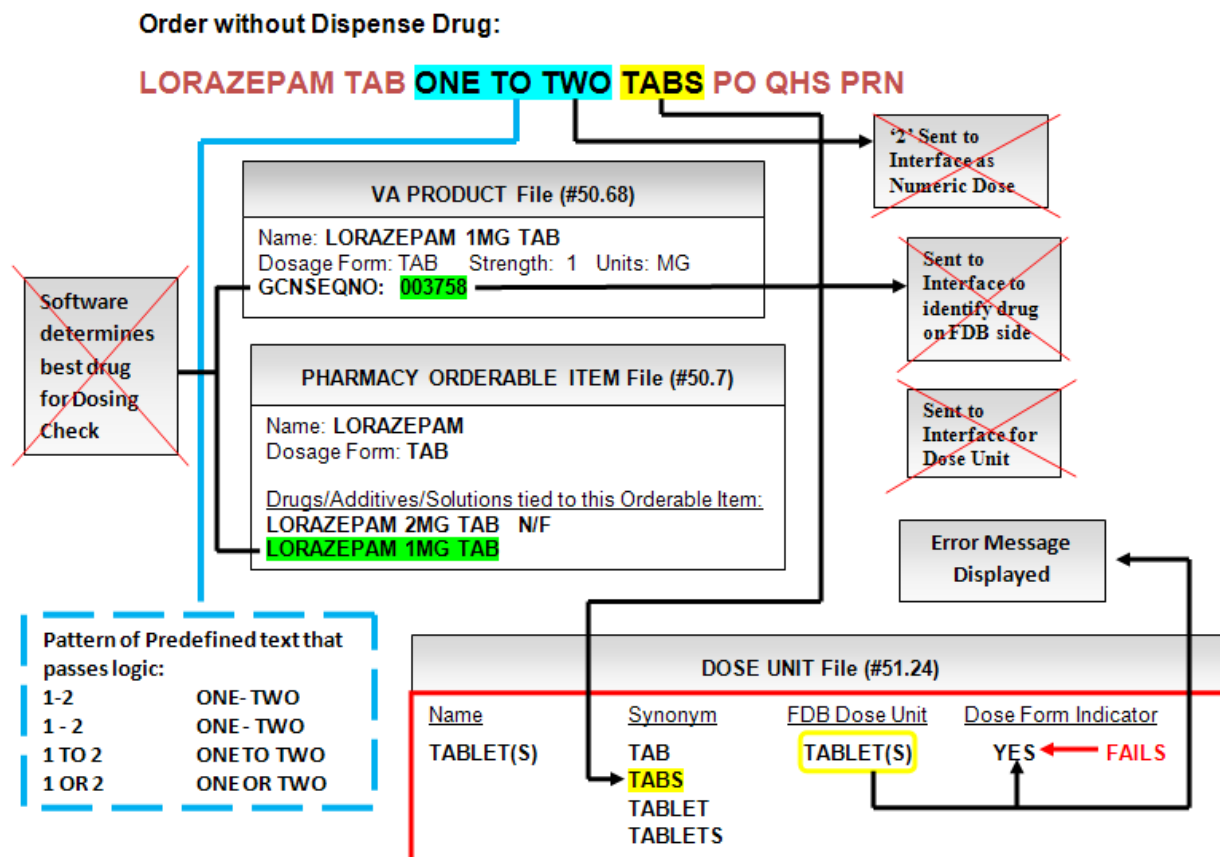 Order without Dispense Drug:
LORAZEPAM TAB ONE TO TWO TABS PO QHS PRN
‘2’ Sent to
Interface as
Numeric Dose
VA PRODUCT File (#50.68)
Name: LORAZEPAM 1MG TAB
Dosage Form: TAB Strength: 1 Units: MG
GCNSEQNO: 003758
Sent to
Interface to
identify drug
on FDB side
Software
determines
best drug
for Dosing
Check
PHARMACY ORDERABLE ITEM File (#50.7)
Name: LORAZEPAM
Dosage Form: TAB
Drugs/Additives/Solutions tied to this Orderable Item:
LORAZEPAM 2MG TAB N/F
LORAZEPAM 1MG TAB
Sent to
Interface for
Dose Unit
Error Message
Displayed
Pattern of Predefined text that
passes logic:
1-2 ONE- TWO
1 - 2 ONE - TWO
1 TO 2 ONE TO TWO
1 OR 2 ONE OR TWO
DOSE UNIT File (#51.24)
Name Synonym FDB Dose Unit Dose Form Indicator
TABLET(S) TAB TABLET(S) YES FAILS
TABS
TABLET
TABLETS